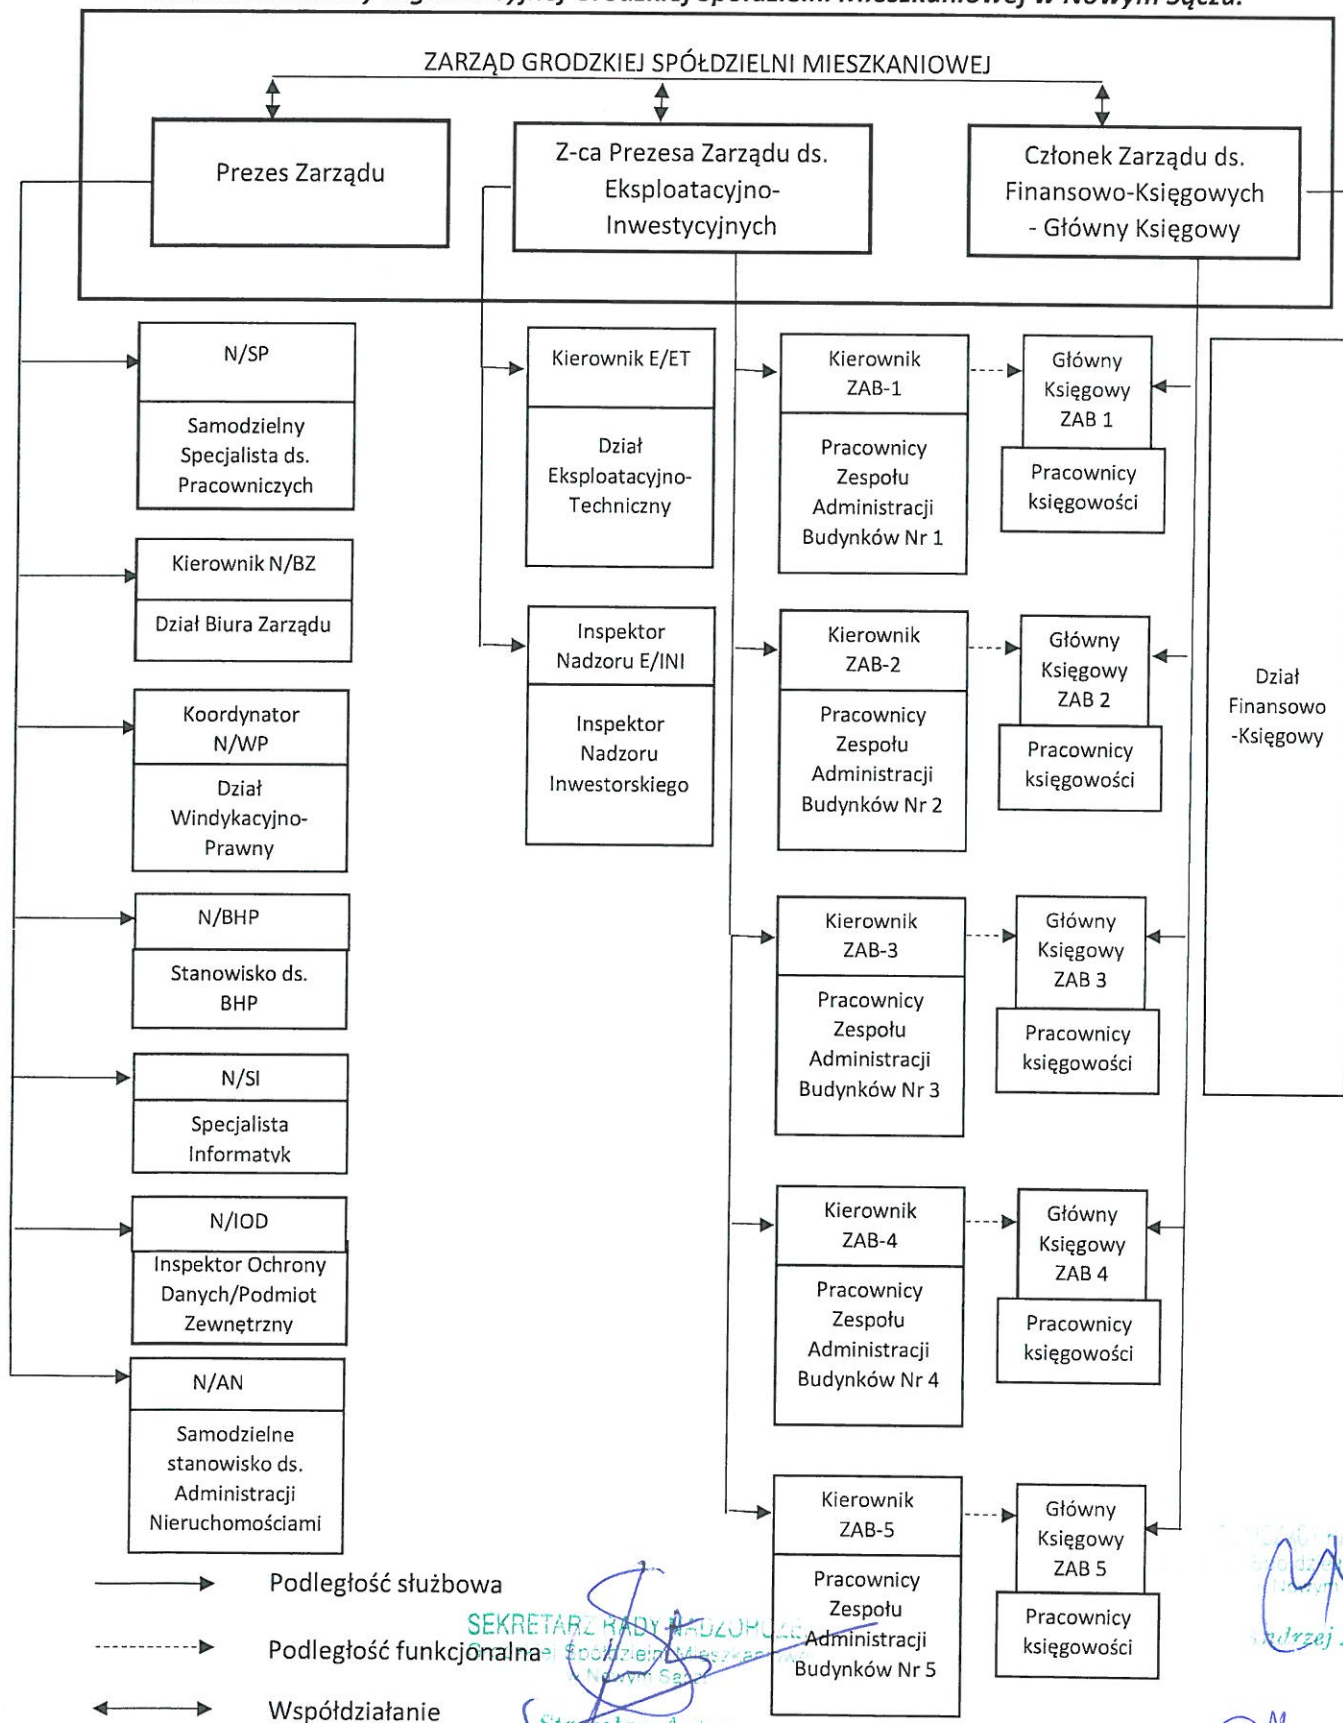 Grodzkiej Spółdzielni Mieszkaniowej w Nowym Sączu.
ZARZĄD GRODZKIEJ SPÓŁDZIELNI MIESZKANIOWEJ
Prezes Zarządu
Z-ca Prezesa Zarządu ds.
Eksploatacyjno-
Inwestycyjnych
Członek Zarządu ds.
Finansowo-Księgowych
- Główny Księgowy
N/SP
Samodzielny
Specjalista ds.
Pracowniczych
Kierownik N/BZ
Dział Biura Zarządu
Koordynator
N/WP
Dział
Windykacyjno-
Prawny
N/BHP
Stanowisko ds.
BHP
N/SI
Specjalista
Informatyk
N/IOD
Inspektor Ochrony
Danych/Podmiot
Zewnętrzny
N/AN
Samodzielne
stanowisko ds.
Administracji
Nieruchomościami
Kierownik E/ET
Dział
Eksploatacyjno-
Techniczny
Inspektor
Nadzoru E/INI
Inspektor
Nadzoru
Inwestorskiego
Kierownik
ZAB-1
Pracownicy
Zespołu
Administracji
Budynków Nr 1
Główny
Księgowy
ZAB 1
Pracownicy
księgowości
Kierownik
ZAB-2
Pracownicy
Zespołu
Administracji
Budynków Nr 2
Główny
Księgowy
ZAB 2
Pracownicy
księgowości
Kierownik
ZAB-3
Pracownicy
Zespołu
Administracji
Budynków Nr 3
Główny
Księgowy
ZAB 3
Pracownicy
księgowości
Kierownik
ZAB-4
Pracownicy
Zespołu
Administracji
Budynków Nr 4
Główny
Księgowy
ZAB 4
Pracownicy
księgowości
Kierownik
ZAB-5
Pracownicy
Zespołu
Administracji
Budynków Nr 5
Główny
Księgowy
ZAB 5
Pracownicy
księgowości
Dział
Finansowo
-Księgowy
Podległość służbowa
Podległość funkcjonalna
Współdziałanie
SEKRETARZ RADY
w Nowym